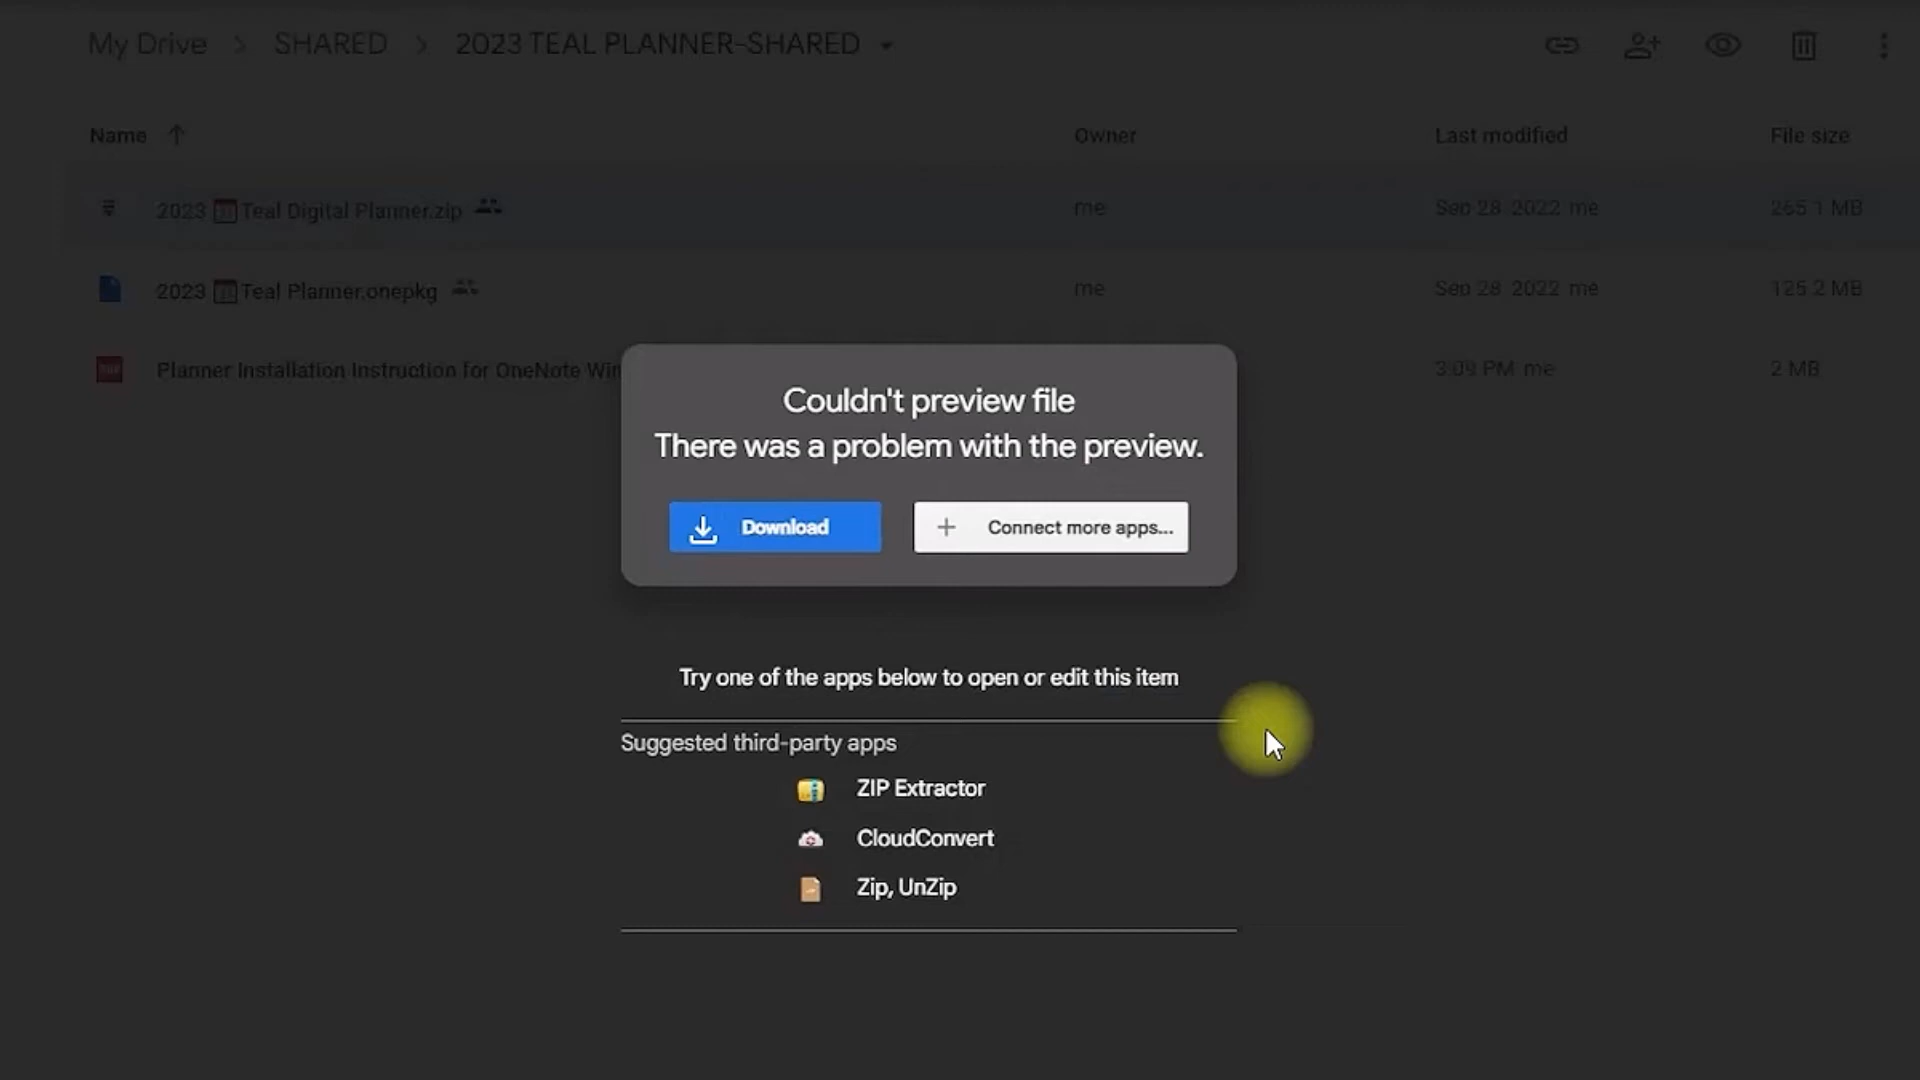 My Drive > SHARED > 2023 TEAL PLANNER-SHARED
Name Owner Last modified File size
2023 Teal Digital Planner.zip me Sep 28, 2022 me 265.1 MB
2023 Teal Planner.onepkg me Sep 28, 2022 me 125.2 MB
Planner Installation Instruction for OneNote Win 3:09 PM me 2 MB
Couldn't preview file
There was a problem with the preview.
Download + Connect more apps...
Try one of the apps below to open or edit this item
Suggested third-party apps
ZIP Extractor
CloudConvert
Zip, UnZip